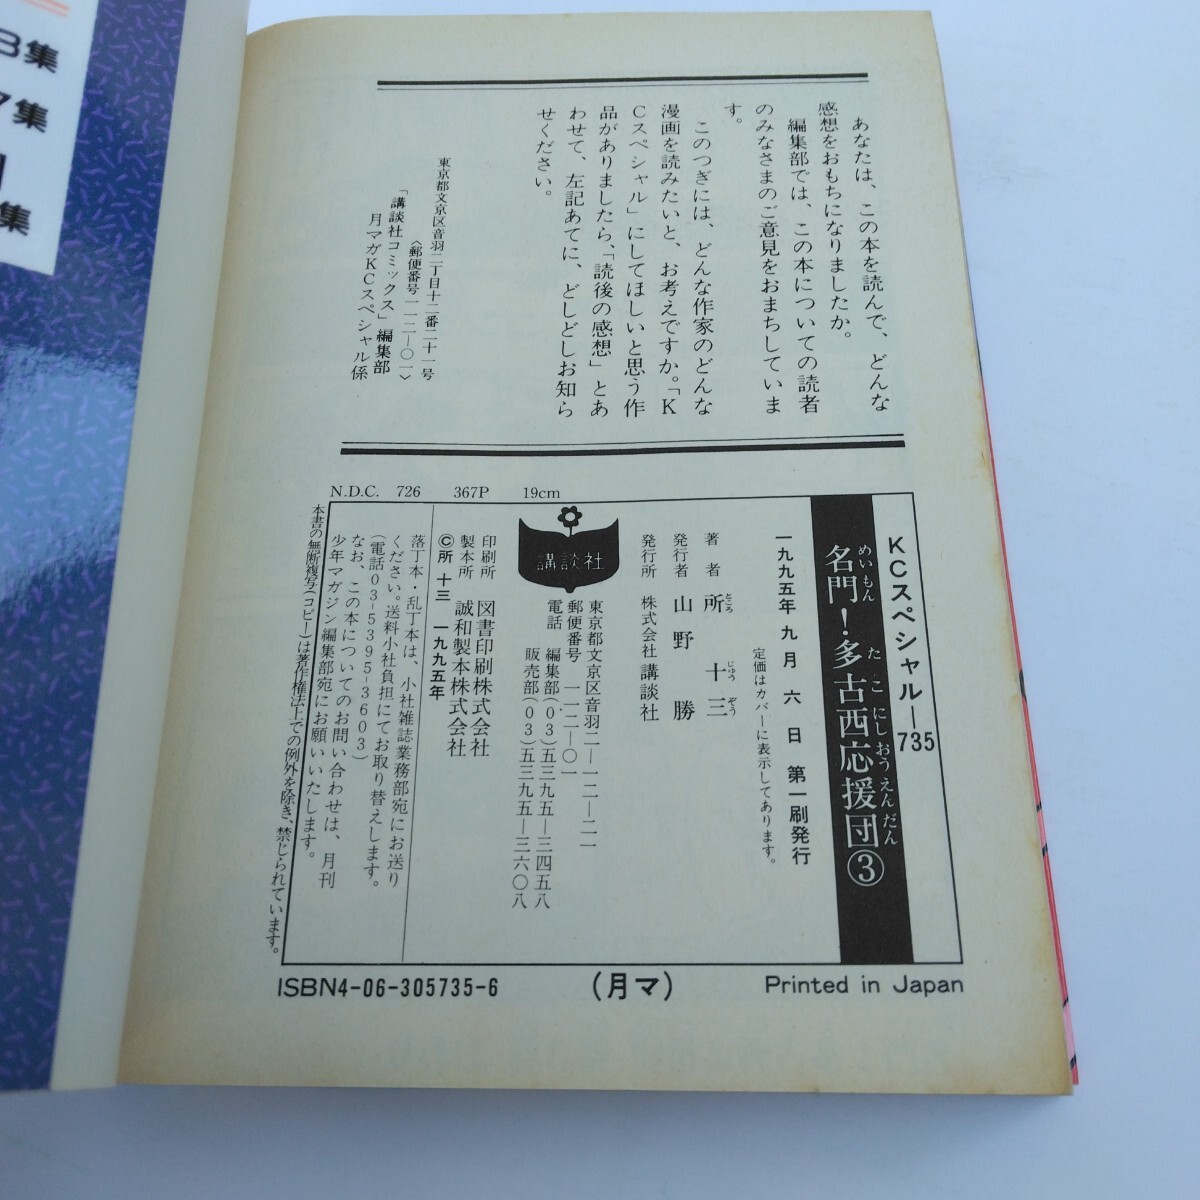 3集
7集
集
あなたは、この本を読んで、どんな
感想をおもちになりましたか。
編集部では、この本についての読者
のみなさまのご意見をおまちしていま
す。
このつぎには、どんな作家のどんな
漫画を読みたいと、お考えですか。「K
Cスペシャル」にしてほしいと思う作
品がありましたら、「読後の感想」とあ
わせて、左記あてに、どしどしお知ら
せください。
東京都文京区音羽二丁目十二番二十一号
〈郵便番号一一二―〇一〉
「講談社コミックス」編集部
月マガKCスペシャル係
N.D.C. 726 367P 19cm
KCスペシャル―735
名門！多古西応援団③
めいもん たこにしおうえんだん
一九九五年九月六日 第一刷発行
定価はカバーに表示してあります。
著者 所 十三
ところ じゅうぞう
発行者 山野 勝
発行所 株式会社 講談社
講談社
東京都文京区音羽二―一二―二一
郵便番号 一一二―〇一
電話 編集部(03)五三九五―三四五八
販売部(03)五三九五―三六〇八
印刷所 図書印刷株式会社
製本所 誠和製本株式会社
©所 十三 一九九五年
落丁本・乱丁本は、小社雑誌業務部宛にお送り
ください。送料小社負担にてお取り替えします。
(電話03-5395-3603)
なお、この本についてのお問い合わせは、月刊
少年マガジン編集部宛にお願いいたします。
本書の無断複写(コピー)は著作権法上での例外を除き、禁じられています。
ISBN4-06-305735-6
(月マ)
Printed in Japan